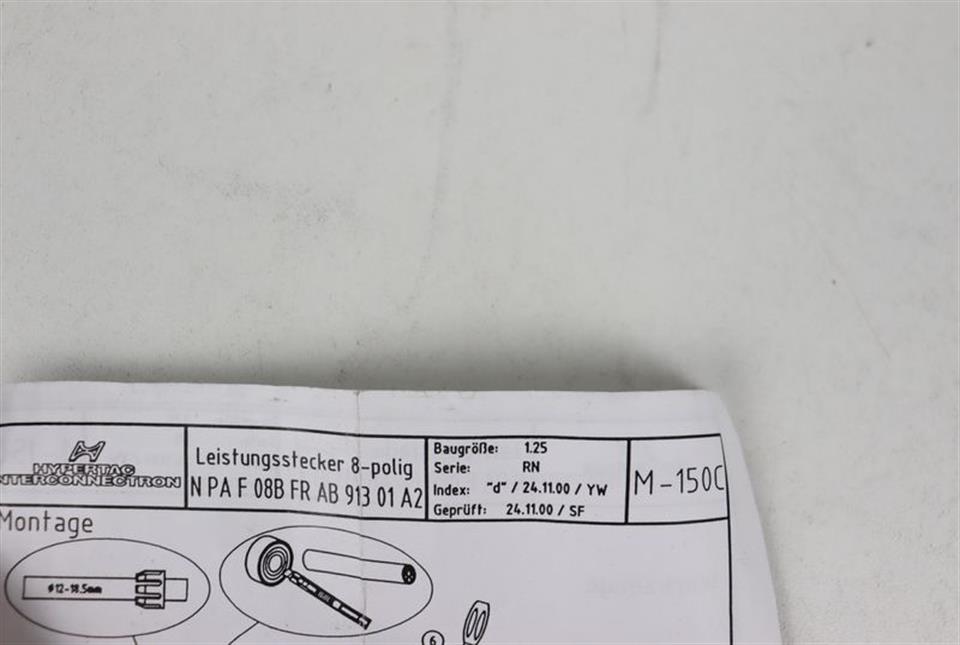 HYPERTAC
INTERCONNECTRON
Leistungsstecker 8-polig
N PA F 08B FR AB 913 01 A2
Baugröße: 1.25
Serie: RN
Index: "d" / 24.11.00 / YW
Geprüft: 24.11.00 / SF
M-150C
Montage
ø12-18.5mm
6